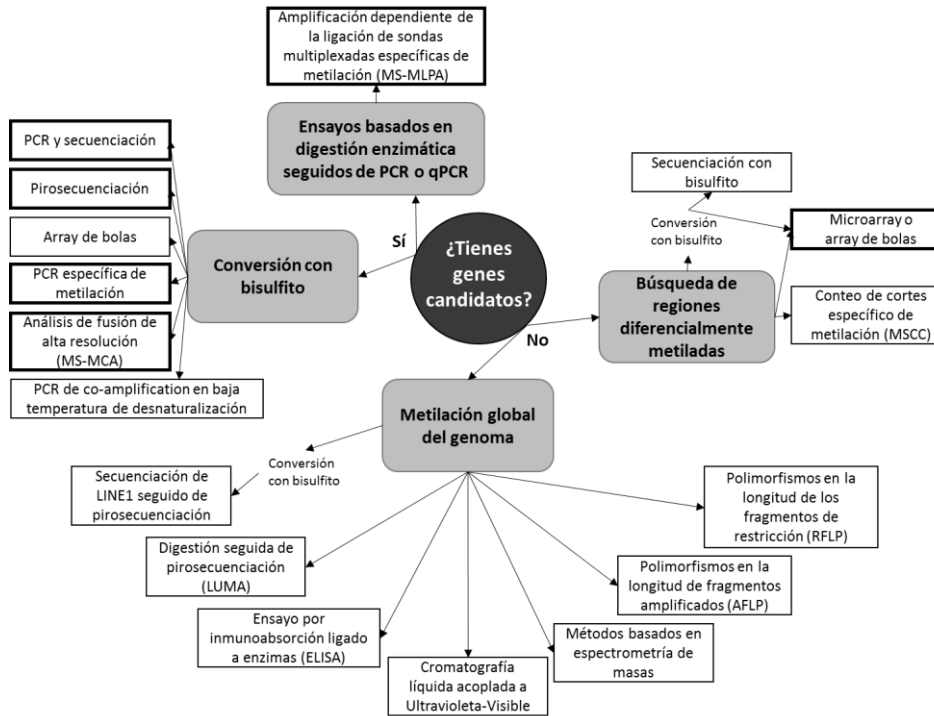 Amplificación dependiente de
la ligación de sondas
multiplexadas específicas de
metilación (MS-MLPA)
Ensayos basados en
digestión enzimática
seguidos de PCR o qPCR
PCR y secuenciación
Pirosecuenciación
Array de bolas
PCR específica de
metilación
Análisis de fusión de
alta resolución
(MS-MCA)
PCR de co-amplification en baja
temperatura de desnaturalización
Conversión con
bisulfito
Sí
¿Tienes
genes
candidatos?
No
Secuenciación con
bisulfito
Conversión
con bisulfito
Microarray o
array de bolas
Búsqueda de
regiones
diferencialmente
metiladas
Conteo de cortes
específico de
metilación (MSCC)
Metilación global
del genoma
Conversión
con bisulfito
Secuenciación de
LINE1 seguido de
pirosecuenciación
Digestión seguida de
pirosecuenciación
(LUMA)
Ensayo por
inmunoabsorción ligado
a enzimas (ELISA)
Cromatografía
líquida acoplada a
Ultravioleta-Visible
Métodos basados en
espectrometría de
masas
Polimorfismos en la
longitud de fragmentos
amplificados (AFLP)
Polimorfismos en la
longitud de los
fragmentos de
restricción (RFLP)